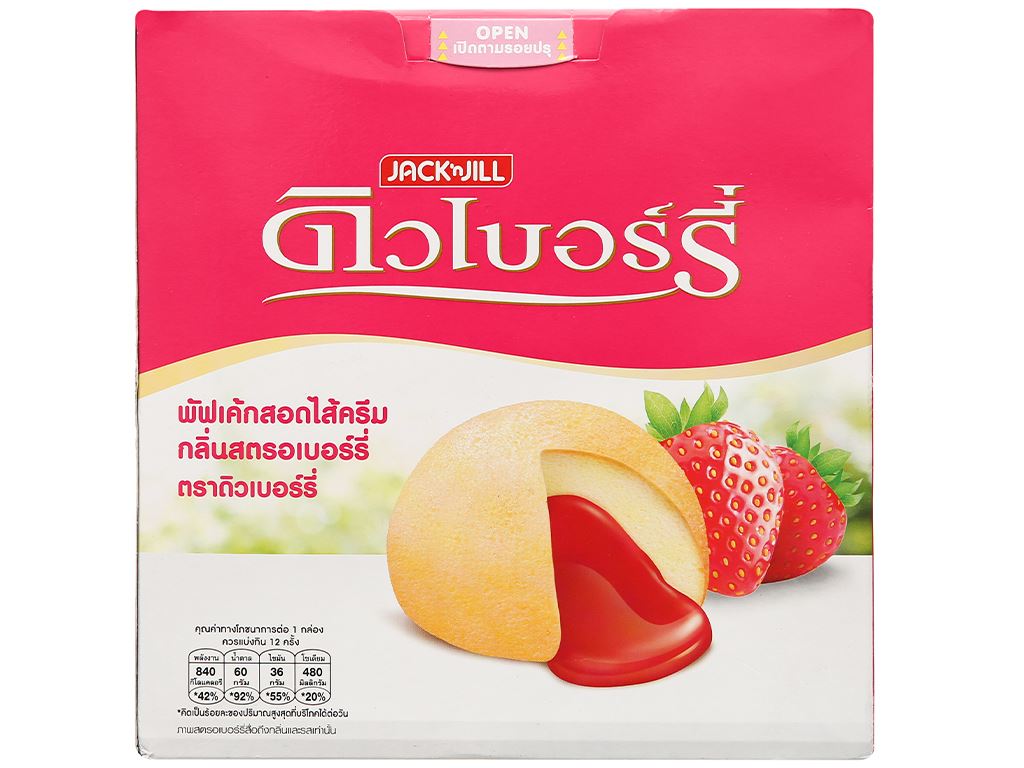 OPEN
เปิดตามรอยปรุ
JACK 'n JILL
ดิวเบอร์รี่
พัฟเค้กสอดไส้ครีม
กลิ่นสตรอเบอร์รี่
ตราดิวเบอร์รี่
คุณค่าทางโภชนาการต่อ 1 กล่อง
ควรแบ่งกิน 12 ครั้ง
พลังงาน น้ำตาล ไขมัน โซเดียม
840 60 36 480
กิโลแคลอรี กรัม กรัม มิลลิกรัม
*42% *92% *55% *20%
*คิดเป็นร้อยละของปริมาณสูงสุดที่บริโภคได้ต่อวัน
ภาพสตรอเบอร์รี่สื่อถึงกลิ่นและรสเท่านั้น